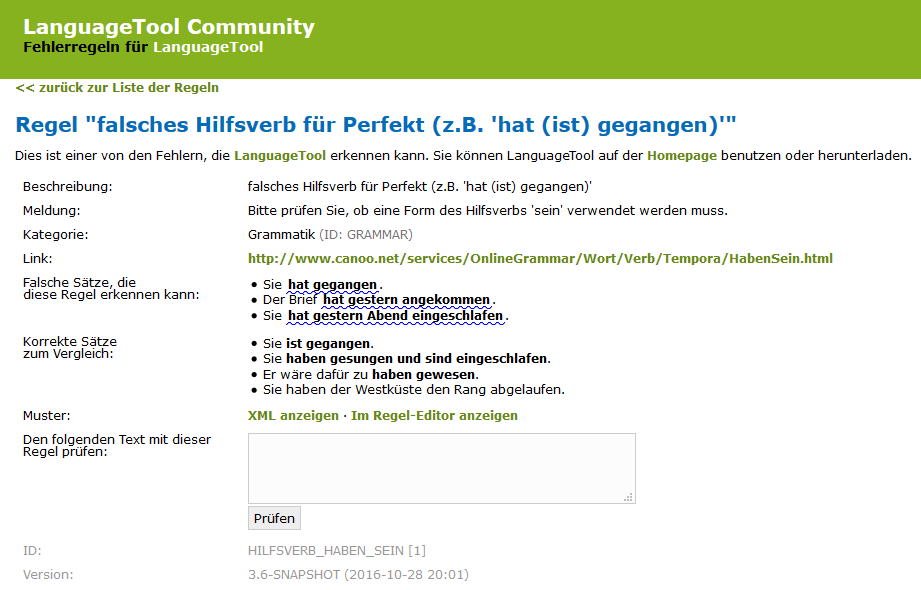 LanguageTool Community
Fehlerregeln für LanguageTool
<< zurück zur Liste der Regeln
Regel "falsches Hilfsverb für Perfekt (z.B. 'hat (ist) gegangen)'"
Dies ist einer von den Fehlern, die LanguageTool erkennen kann. Sie können LanguageTool auf der Homepage benutzen oder herunterladen.
Beschreibung: falsches Hilfsverb für Perfekt (z.B. 'hat (ist) gegangen)'
Meldung: Bitte prüfen Sie, ob eine Form des Hilfsverbs 'sein' verwendet werden muss.
Kategorie: Grammatik (ID: GRAMMAR)
Link: http://www.canoo.net/services/OnlineGrammar/Wort/Verb/Tempora/HabenSein.html
Falsche Sätze, die
diese Regel erkennen kann:
• Sie hat gegangen.
• Der Brief hat gestern angekommen.
• Sie hat gestern Abend eingeschlafen.
Korrekte Sätze
zum Vergleich:
• Sie ist gegangen.
• Sie haben gesungen und sind eingeschlafen.
• Er wäre dafür zu haben gewesen.
• Sie haben der Westküste den Rang abgelaufen.
Muster: XML anzeigen · Im Regel-Editor anzeigen
Den folgenden Text mit dieser
Regel prüfen:
Prüfen
ID: HILFSVERB_HABEN_SEIN [1]
Version: 3.6-SNAPSHOT (2016-10-28 20:01)